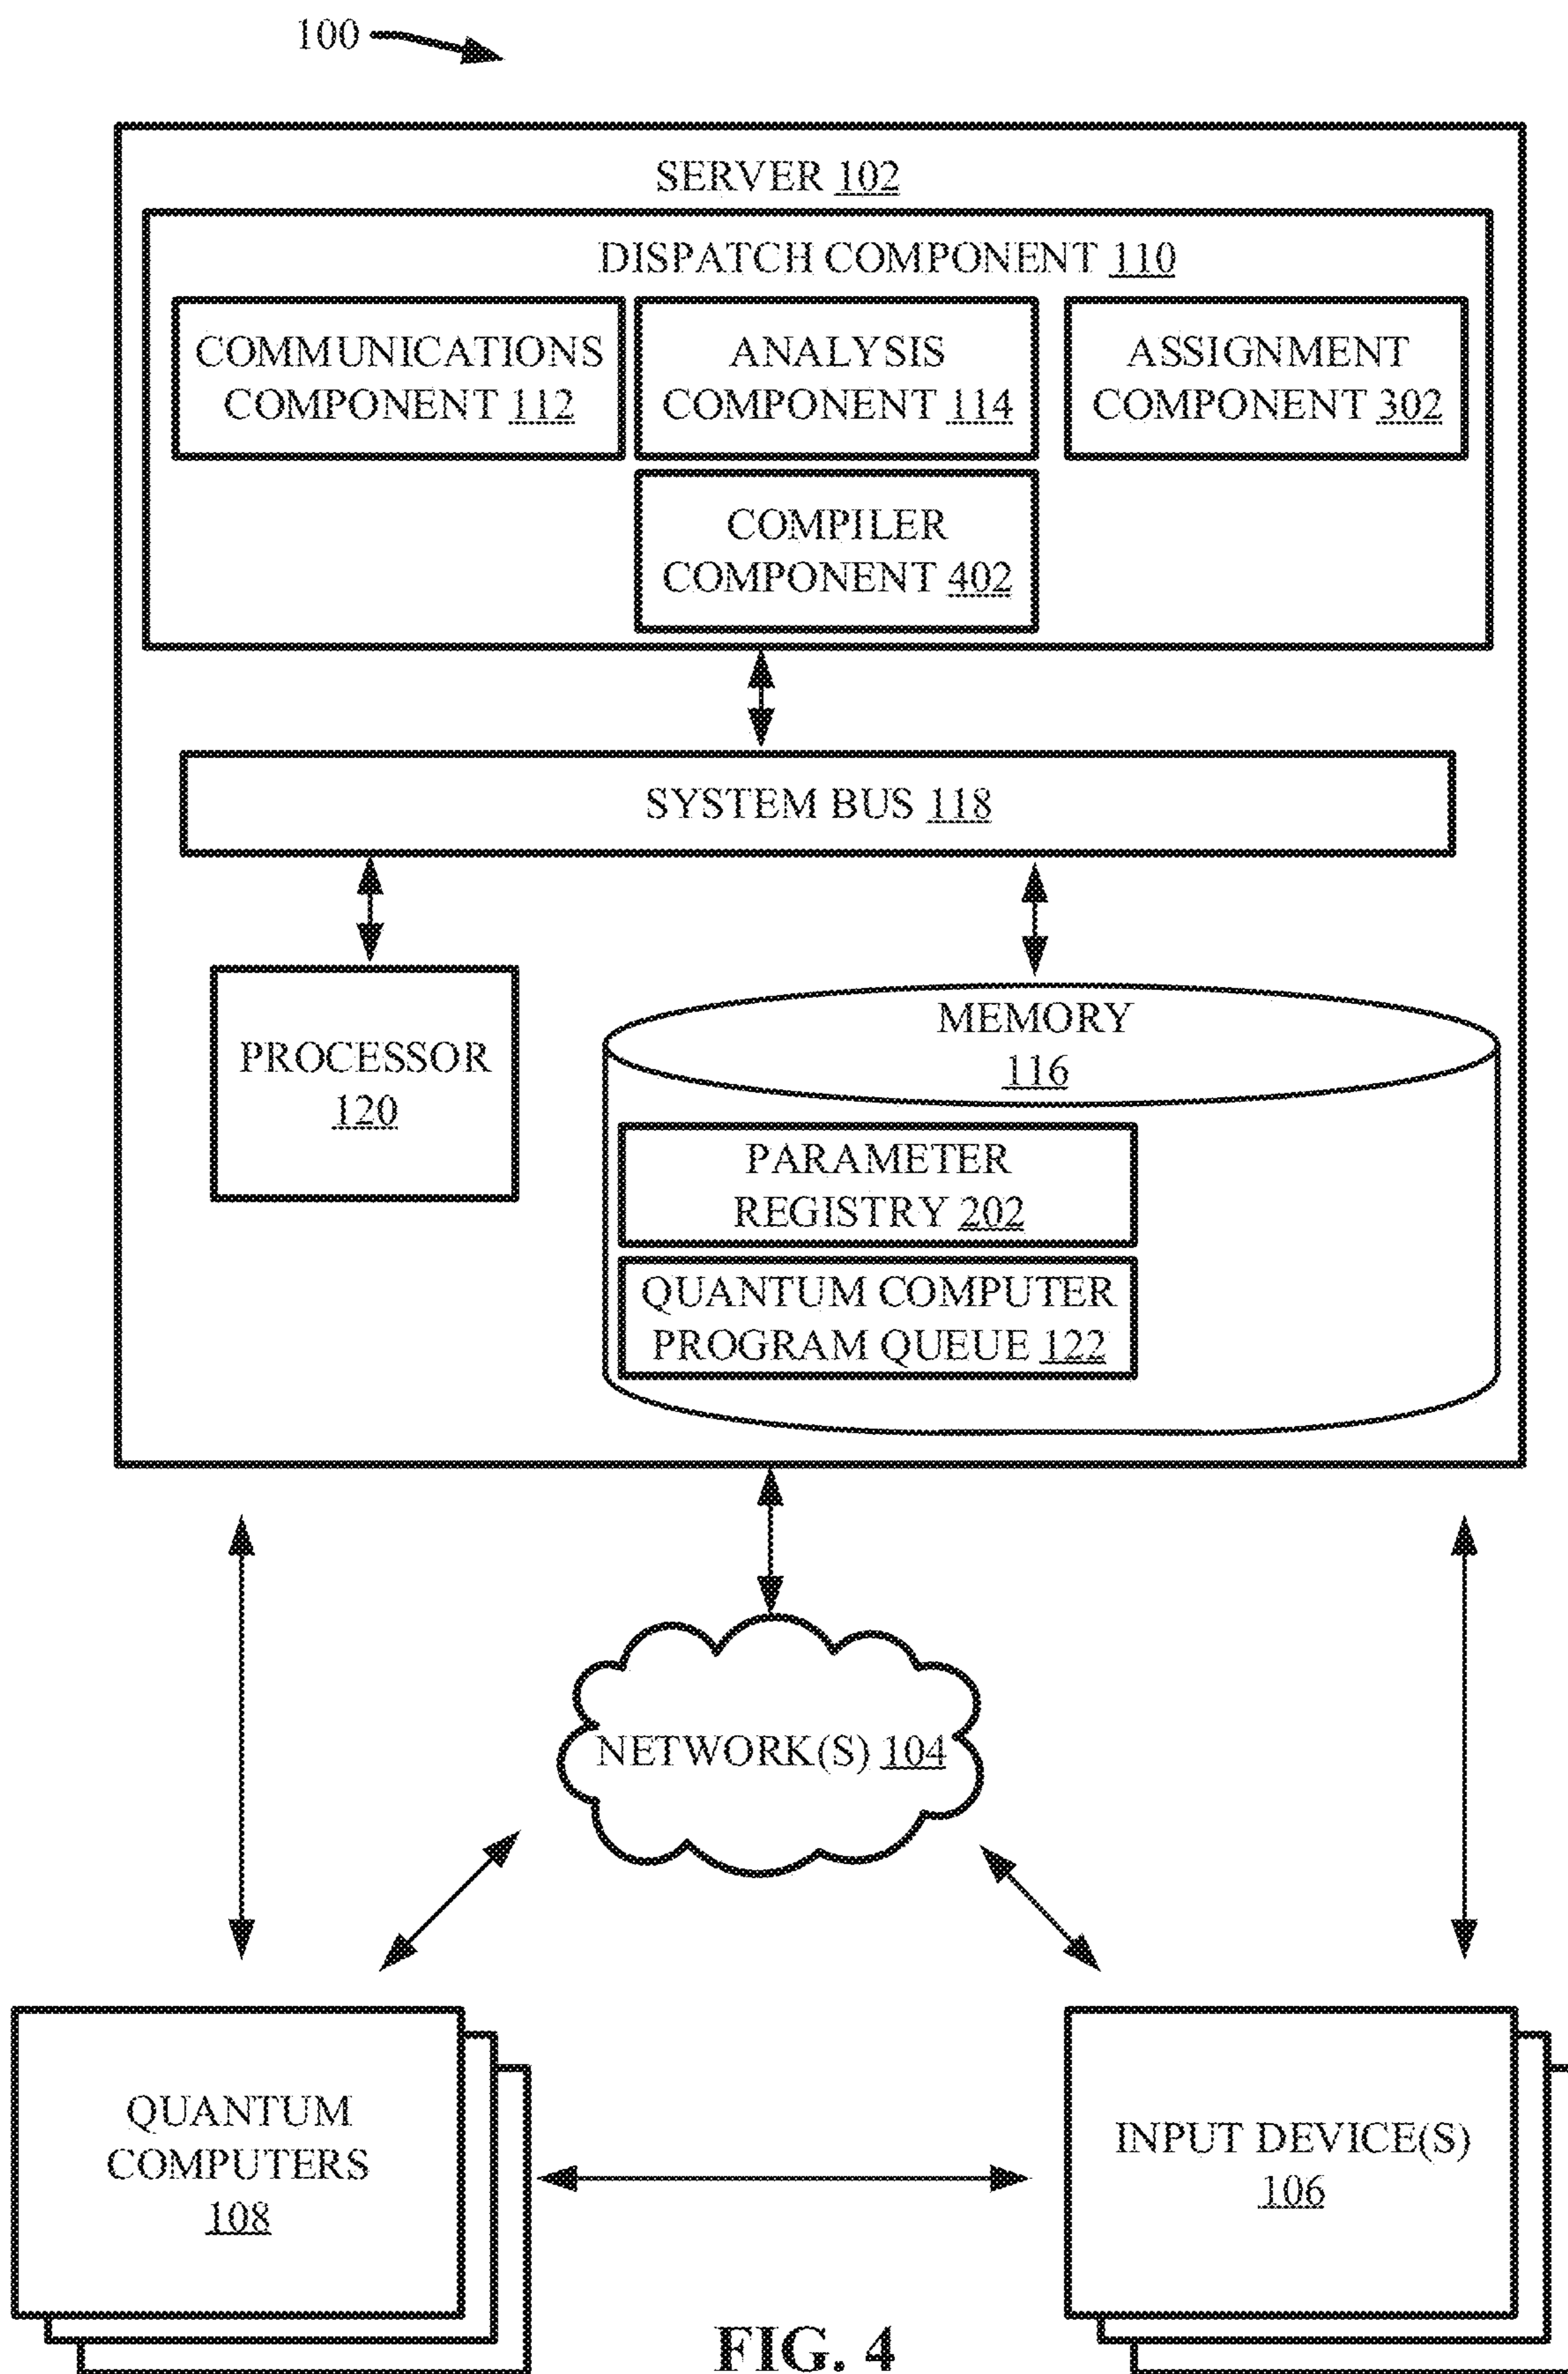 100
SERVER 102
DISPATCH COMPONENT 110
COMMUNICATIONS
COMPONENT 112
ANALYSIS
COMPONENT 114
ASSIGNMENT
COMPONENT 302
COMPILER
COMPONENT 402
SYSTEM BUS 118
PROCESSOR
120
MEMORY
116
PARAMETER
REGISTRY 202
QUANTUM COMPUTER
PROGRAM QUEUE 122
NETWORK(S) 104
QUANTUM
COMPUTERS
108
INPUT DEVICE(S)
106
FIG. 4